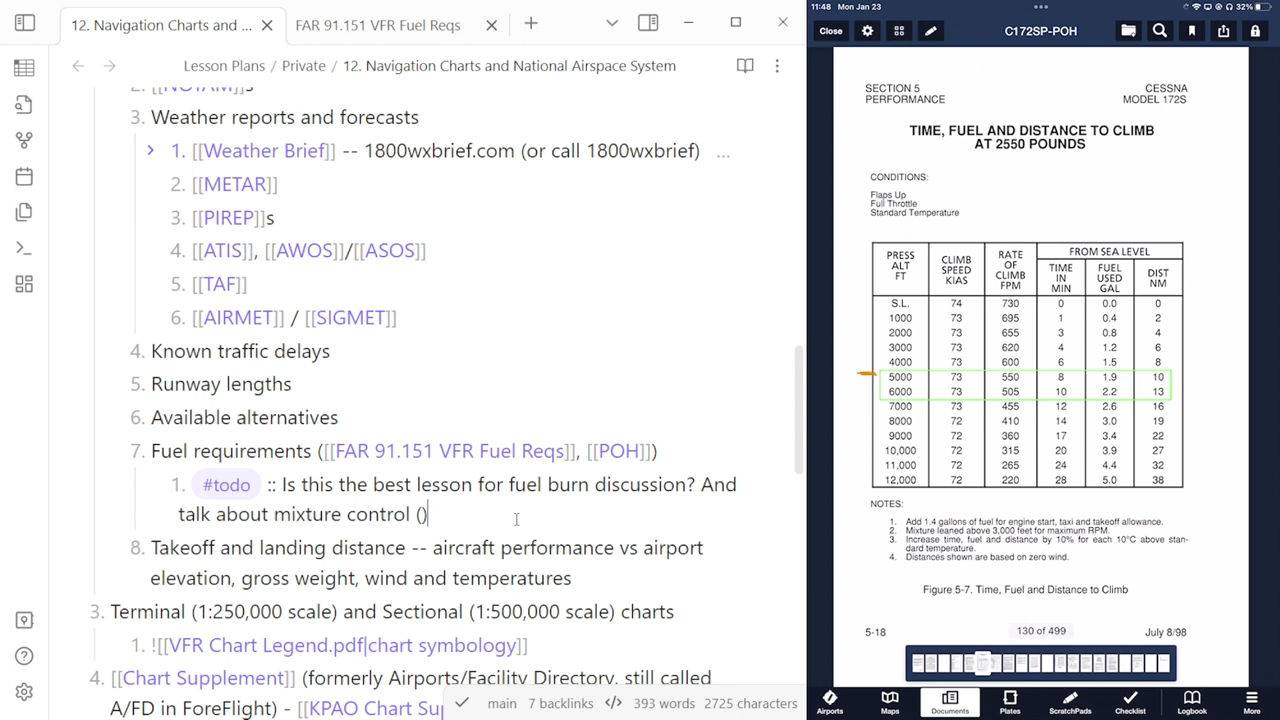 12. Navigation Charts and ...
FAR 91.151 VFR Fuel Reqs
Lesson Plans / Private / 12. Navigation Charts and National Airspace System
2. [[NOTAM]]s
3. Weather reports and forecasts
1. [[Weather Brief]] -- 1800wxbrief.com (or call 1800wxbrief) ...
2. [[METAR]]
3. [[PIREP]]s
4. [[ATIS]], [[AWOS]]/[[ASOS]]
5. [[TAF]]
6. [[AIRMET]] / [[SIGMET]]
4. Known traffic delays
5. Runway lengths
6. Available alternatives
7. Fuel requirements ([[FAR 91.151 VFR Fuel Reqs]], [[POH]])
1. #todo :: Is this the best lesson for fuel burn discussion? And
talk about mixture control ()
8. Takeoff and landing distance -- aircraft performance vs airport
elevation, gross weight, wind and temperatures
3. Terminal (1:250,000 scale) and Sectional (1:500,000 scale) charts
1. ![[VFR Chart Legend.pdf|chart symbology]]
4. [[Chart Supplement]] (formerly Airports/Facility Directory, still called
A/FD in ForeFlight) - [[KPAO Chart Su
main 7 backlinks 393 words 2725 characters
11:48 Mon Jan 23
32%
Close
C172SP-POH
SECTION 5 CESSNA
PERFORMANCE MODEL 172S
TIME, FUEL AND DISTANCE TO CLIMB
AT 2550 POUNDS
CONDITIONS:
Flaps Up
Full Throttle
Standard Temperature
PRESS ALT FT CLIMB SPEED KIAS RATE OF CLIMB FPM FROM SEA LEVEL
TIME IN MIN FUEL USED GAL DIST NM
S.L. 74 730 0 0.0 0
1000 73 695 1 0.4 2
2000 73 655 3 0.8 4
3000 73 620 4 1.2 6
4000 73 600 6 1.5 8
5000 73 550 8 1.9 10
6000 73 505 10 2.2 13
7000 73 455 12 2.6 16
8000 72 410 14 3.0 19
9000 72 360 17 3.4 22
10,000 72 315 20 3.9 27
11,000 72 265 24 4.4 32
12,000 72 220 28 5.0 38
NOTES:
1. Add 1.4 gallons of fuel for engine start, taxi and takeoff allowance.
2. Mixture leaned above 3,000 feet for maximum RPM.
3. Increase time, fuel and distance by 10% for each 10°C above stan-
dard temperature.
4. Distances shown are based on zero wind.
Figure 5-7. Time, Fuel and Distance to Climb
5-18 130 of 499 July 8/98
Airports Maps Documents Plates ScratchPads Checklist Logbook More